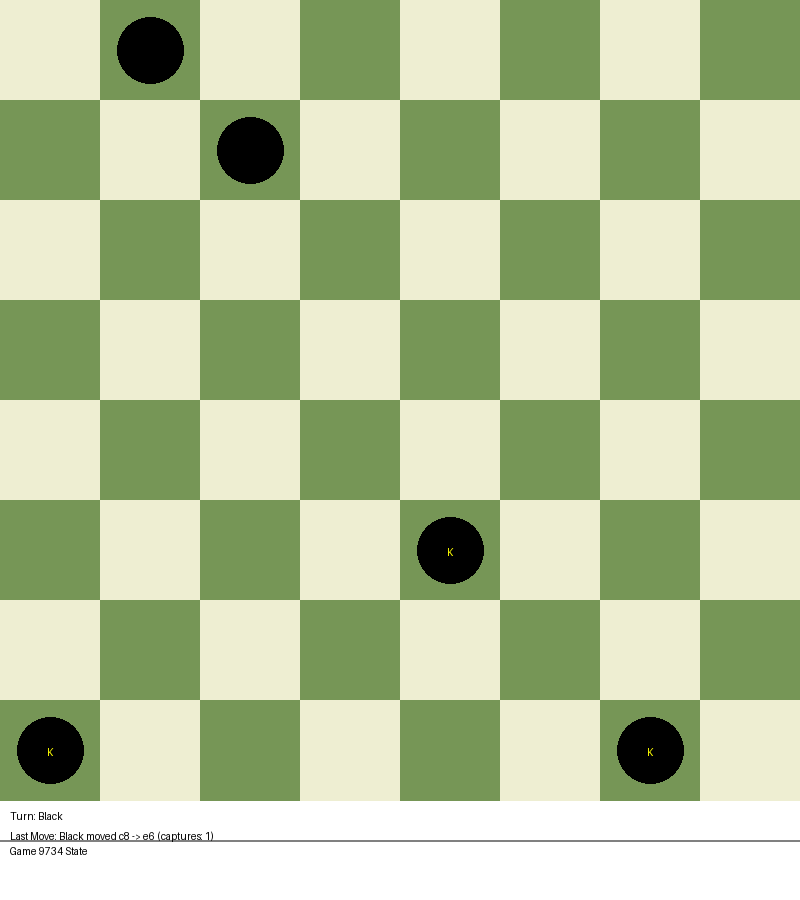 K
K
K
Turn: Black
Last Move: Black moved c8 -> e6 (captures: 1)
Game 9734 State